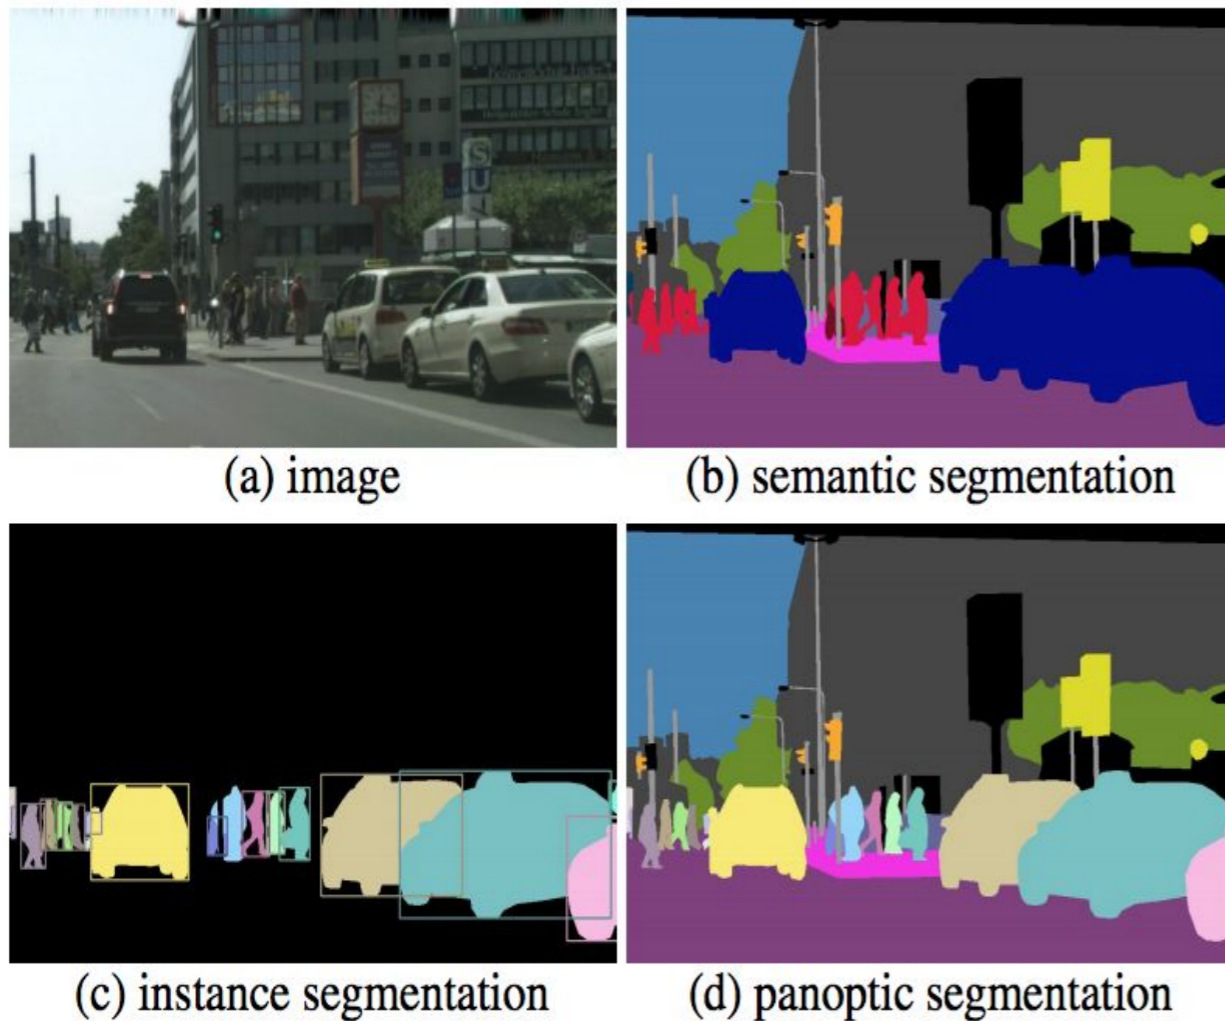 S
U
(a) image
(b) semantic segmentation
(c) instance segmentation
(d) panoptic segmentation